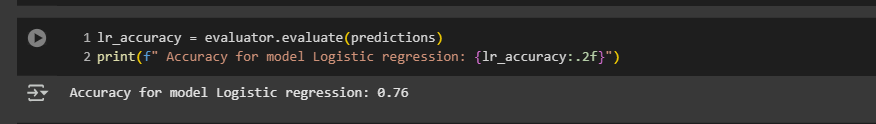 1 lr_accuracy = evaluator.evaluate(predictions)
2 print(f" Accuracy for model Logistic regression: {lr_accuracy:.2f}")
Accuracy for model Logistic regression: 0.76